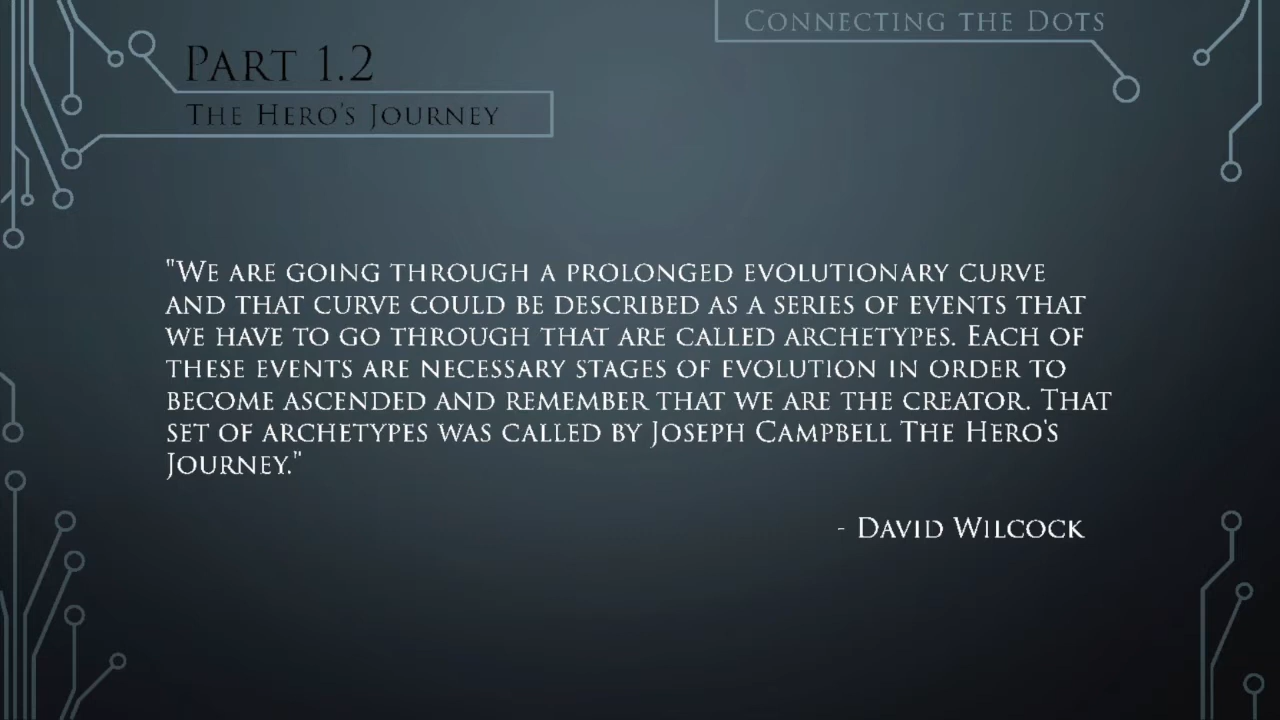 Connecting the Dots
Part 1.2
The Hero's Journey
"We are going through a prolonged evolutionary curve
and that curve could be described as a series of events that
we have to go through that are called archetypes. Each of
these events are necessary stages of evolution in order to
become ascended and remember that we are the creator. That
set of archetypes was called by Joseph Campbell The Hero's
Journey."
- David Wilcock